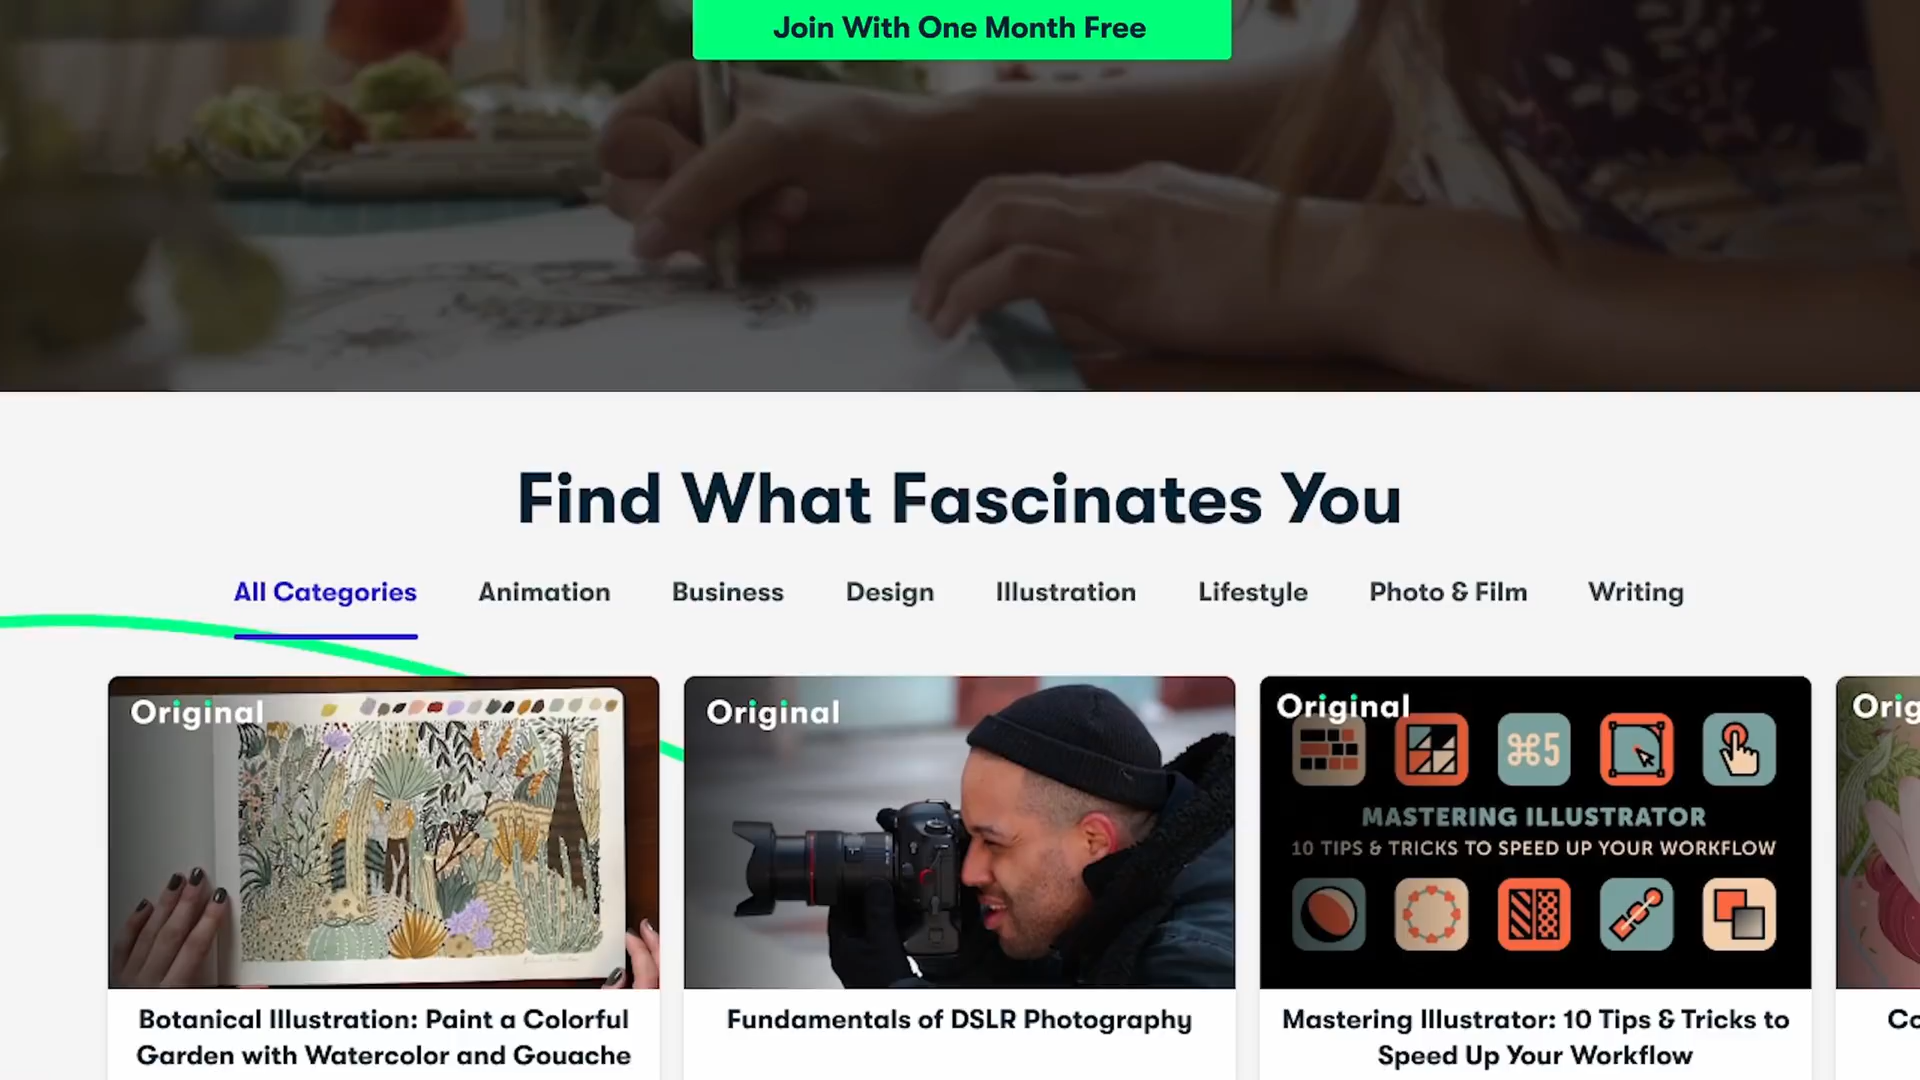 Join With One Month Free
Find What Fascinates You
All Categories Animation Business Design Illustration Lifestyle Photo & Film Writing
Original
Original
Original
⌘5
MASTERING ILLUSTRATOR
10 TIPS & TRICKS TO SPEED UP YOUR WORKFLOW
Botanical Illustration: Paint a Colorful
Garden with Watercolor and Gouache
Fundamentals of DSLR Photography
Mastering Illustrator: 10 Tips & Tricks to
Speed Up Your Workflow